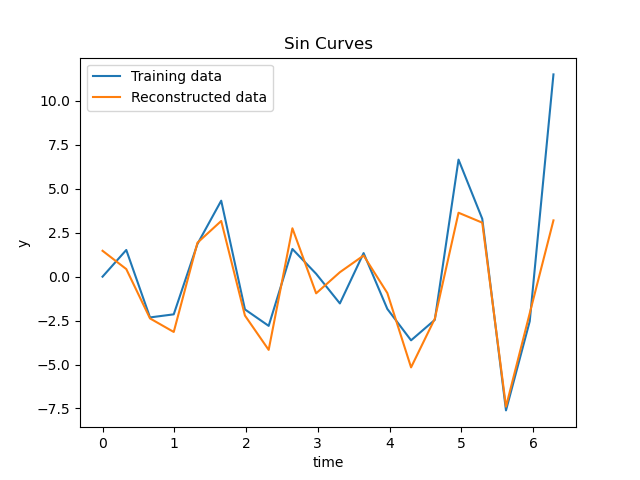 Sin Curves
Training data
Reconstructed data
10.0
7.5
5.0
2.5
0.0
−2.5
−5.0
−7.5
y
0 1 2 3 4 5 6
time